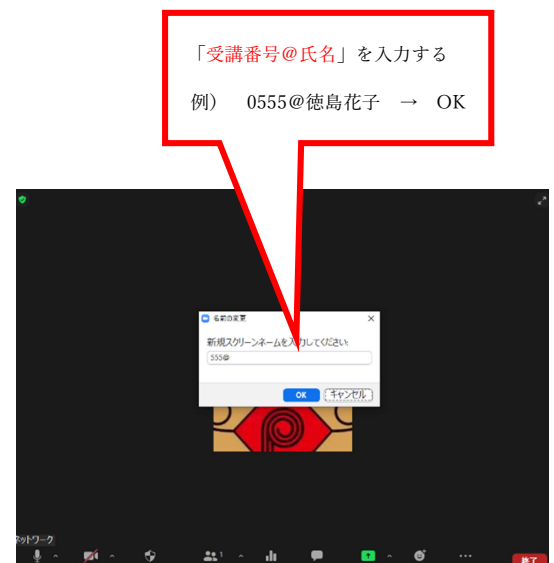 「受講番号@氏名」を入力する
例） 0555@徳島花子 → OK
名前の変更
新規スクリーンネームを入力してください:
555@
OK キャンセル
ネットワーク
1
終了